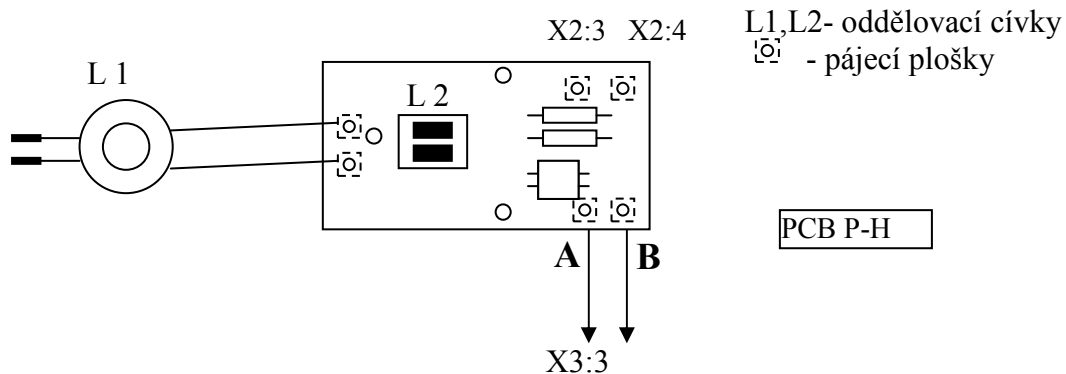 L1,L2- oddělovací cívky
- pájecí plošky
X2:3 X2:4
L 1
L 2
PCB P-H
A B
X3:3